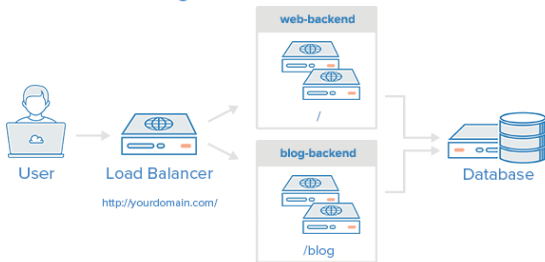 web-backend
/
User
Load Balancer
http://yourdomain.com/
blog-backend
/blog
Database